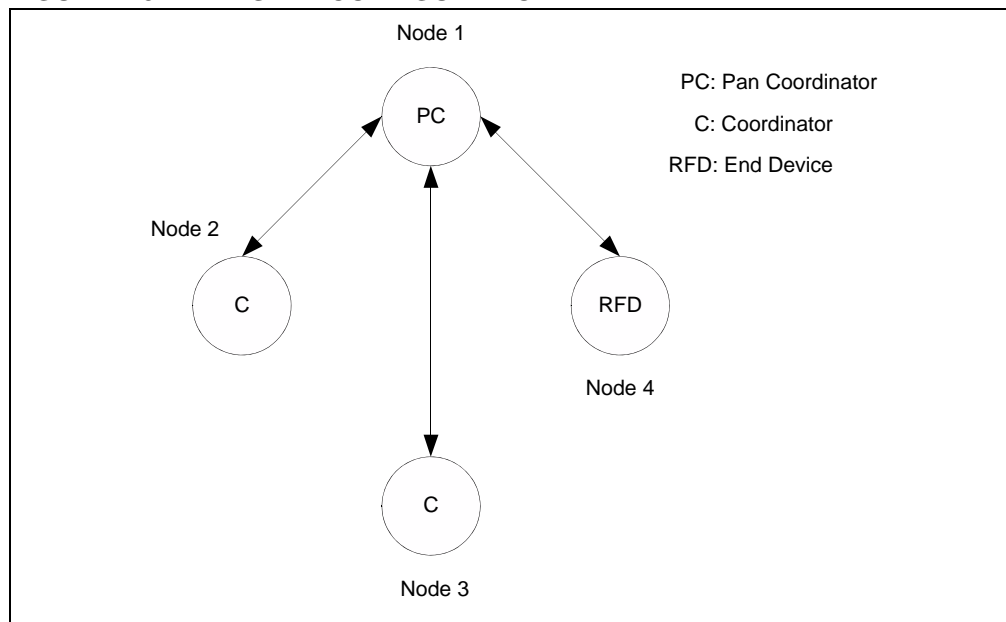 Node 1
PC: Pan Coordinator
PC
C: Coordinator
RFD: End Device
Node 2
C
RFD
Node 4
C
Node 3